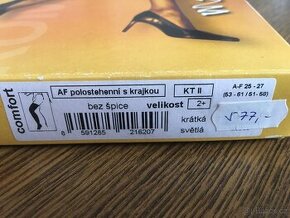 comfort
AF polostehenní s krajkou
KT II
A-F 25 - 27
(53 - 61 / 51 - 60)
bez špice
velikost 2+
krátká
světlá
577,-
8 591265 216207